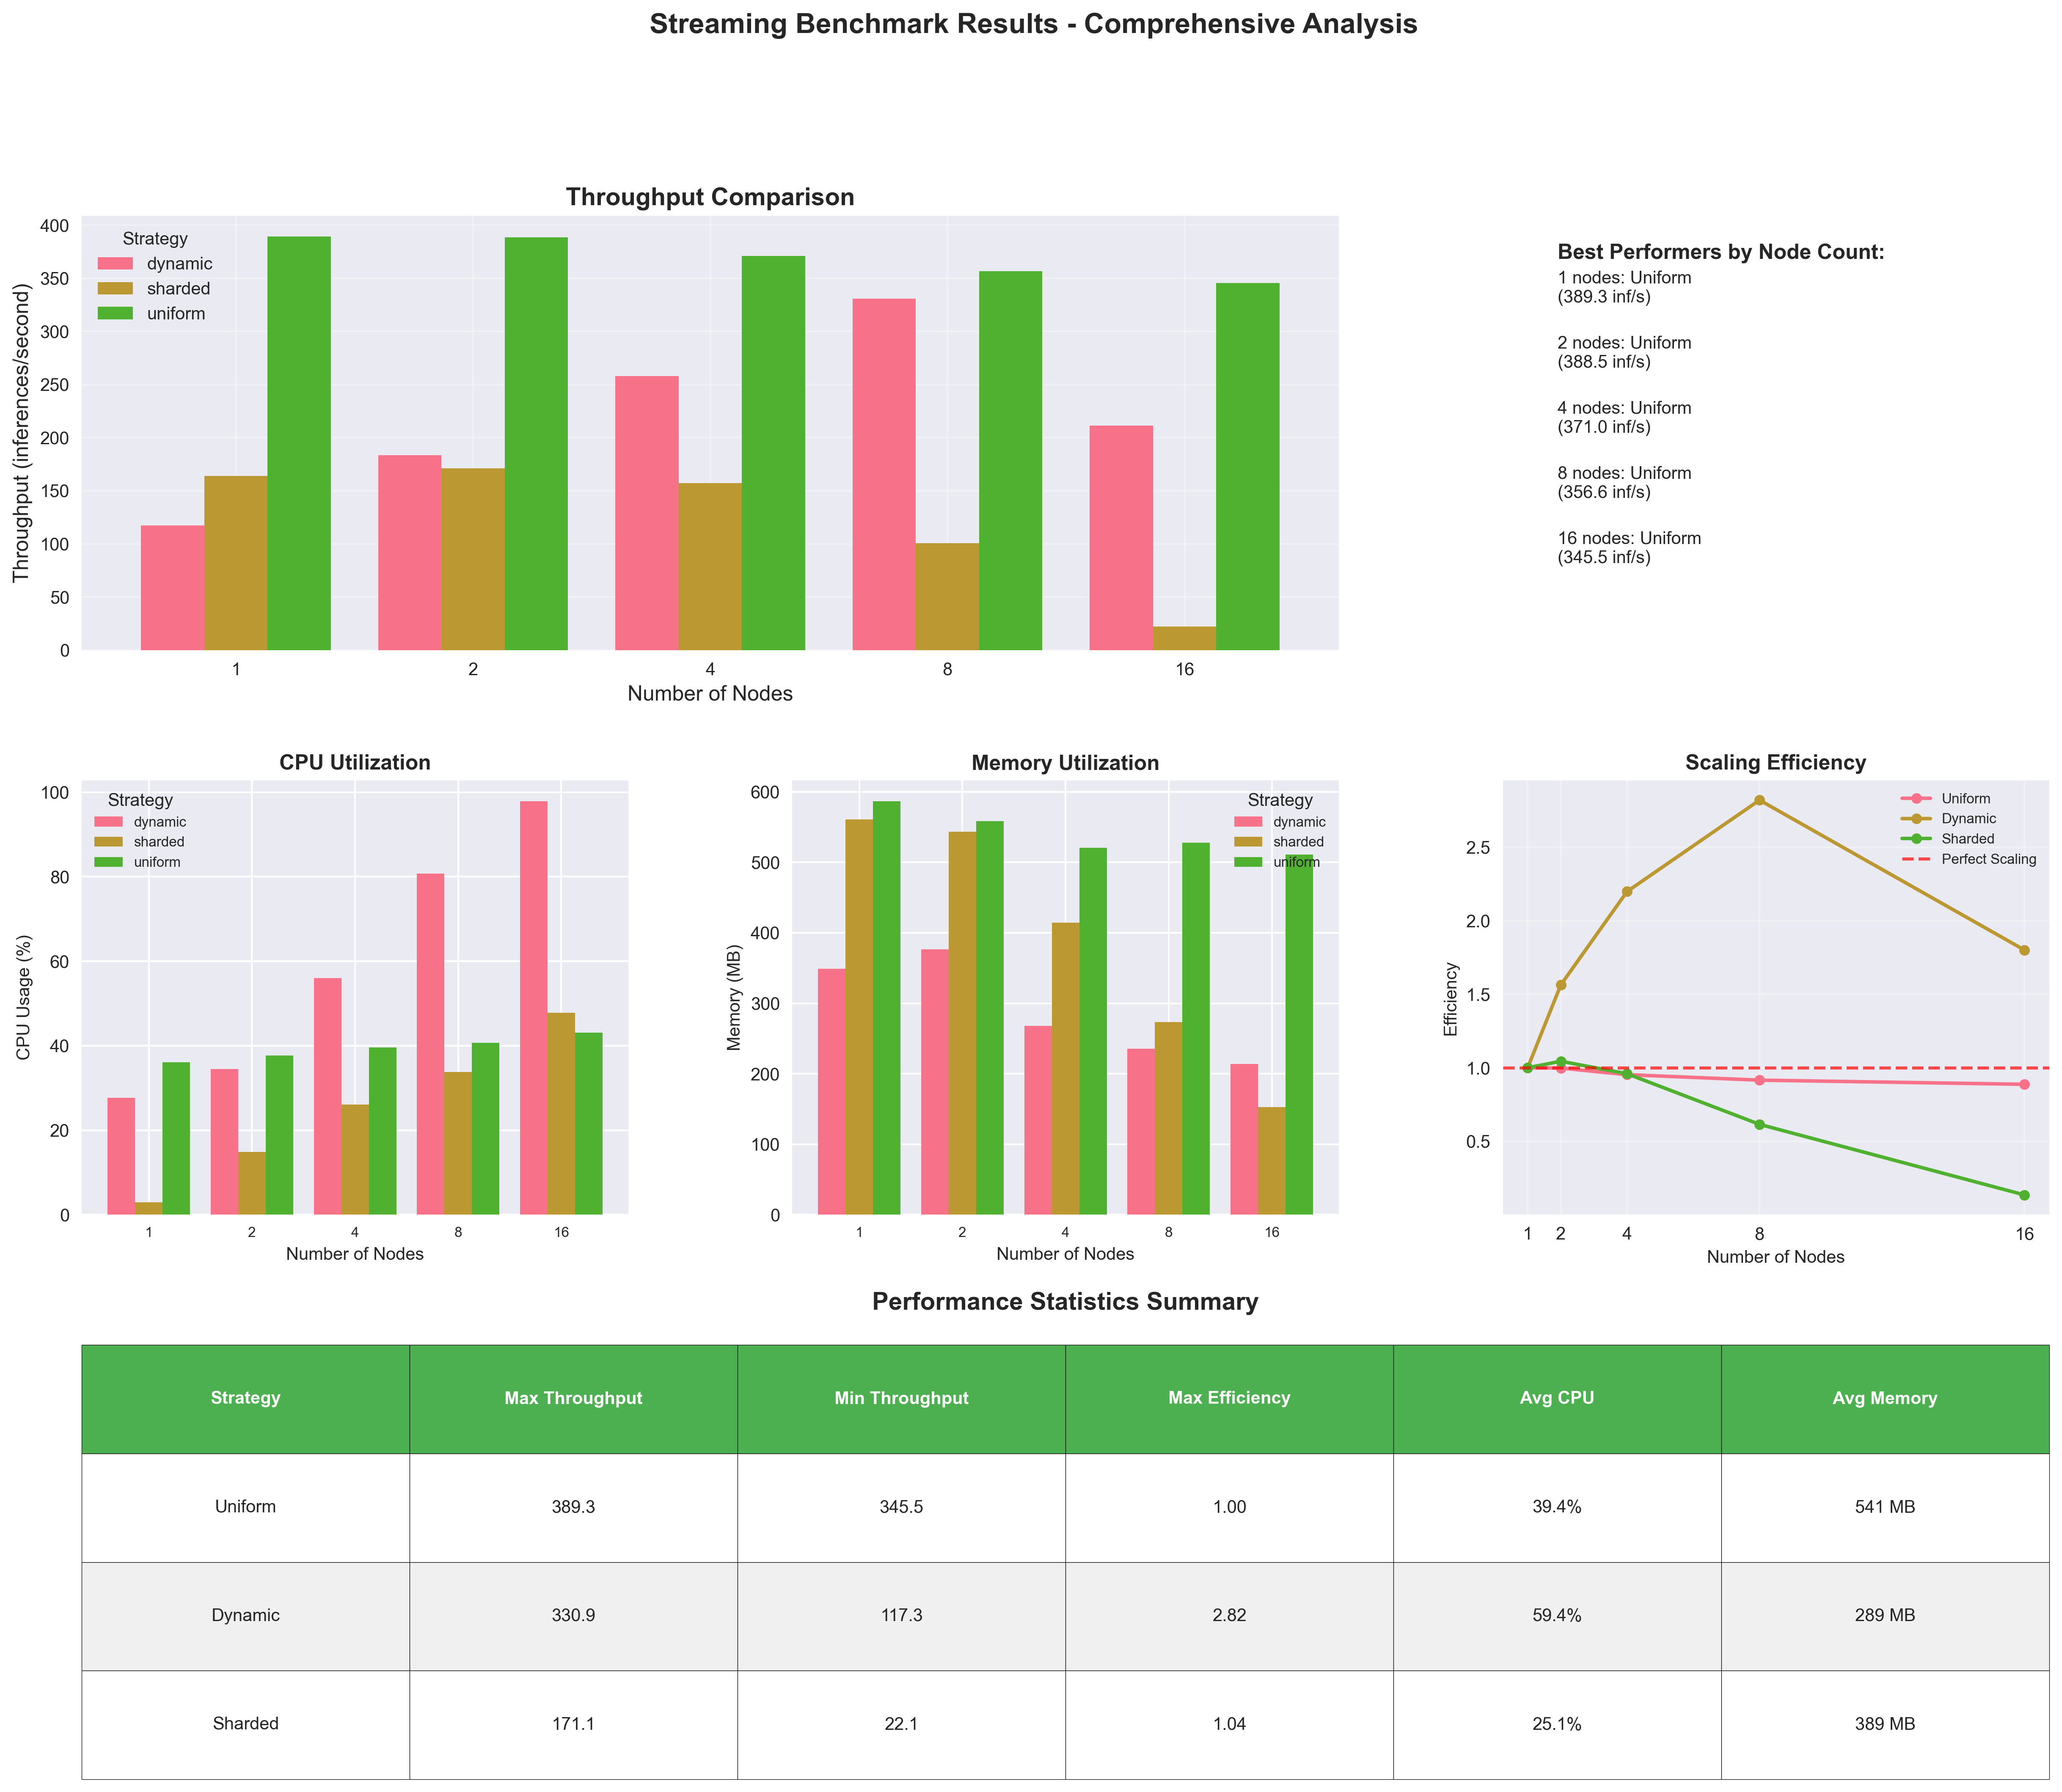 Streaming Benchmark Results - Comprehensive Analysis
Throughput Comparison
Throughput (inferences/second)
400
350
300
250
200
150
100
50
0
Strategy
dynamic
sharded
uniform
1 2 4 8 16
Number of Nodes
Best Performers by Node Count:
1 nodes: Uniform
(389.3 inf/s)
2 nodes: Uniform
(388.5 inf/s)
4 nodes: Uniform
(371.0 inf/s)
8 nodes: Uniform
(356.6 inf/s)
16 nodes: Uniform
(345.5 inf/s)
CPU Utilization
CPU Usage (%)
100
80
60
40
20
0
Strategy
dynamic
sharded
uniform
1 2 4 8 16
Number of Nodes
Memory Utilization
Memory (MB)
600
500
400
300
200
100
0
Strategy
dynamic
sharded
uniform
1 2 4 8 16
Number of Nodes
Scaling Efficiency
Efficiency
2.5
2.0
1.5
1.0
0.5
Uniform
Dynamic
Sharded
Perfect Scaling
1 2 4 8 16
Number of Nodes
Performance Statistics Summary
Strategy Max Throughput Min Throughput Max Efficiency Avg CPU Avg Memory
Uniform 389.3 345.5 1.00 39.4% 541 MB
Dynamic 330.9 117.3 2.82 59.4% 289 MB
Sharded 171.1 22.1 1.04 25.1% 389 MB